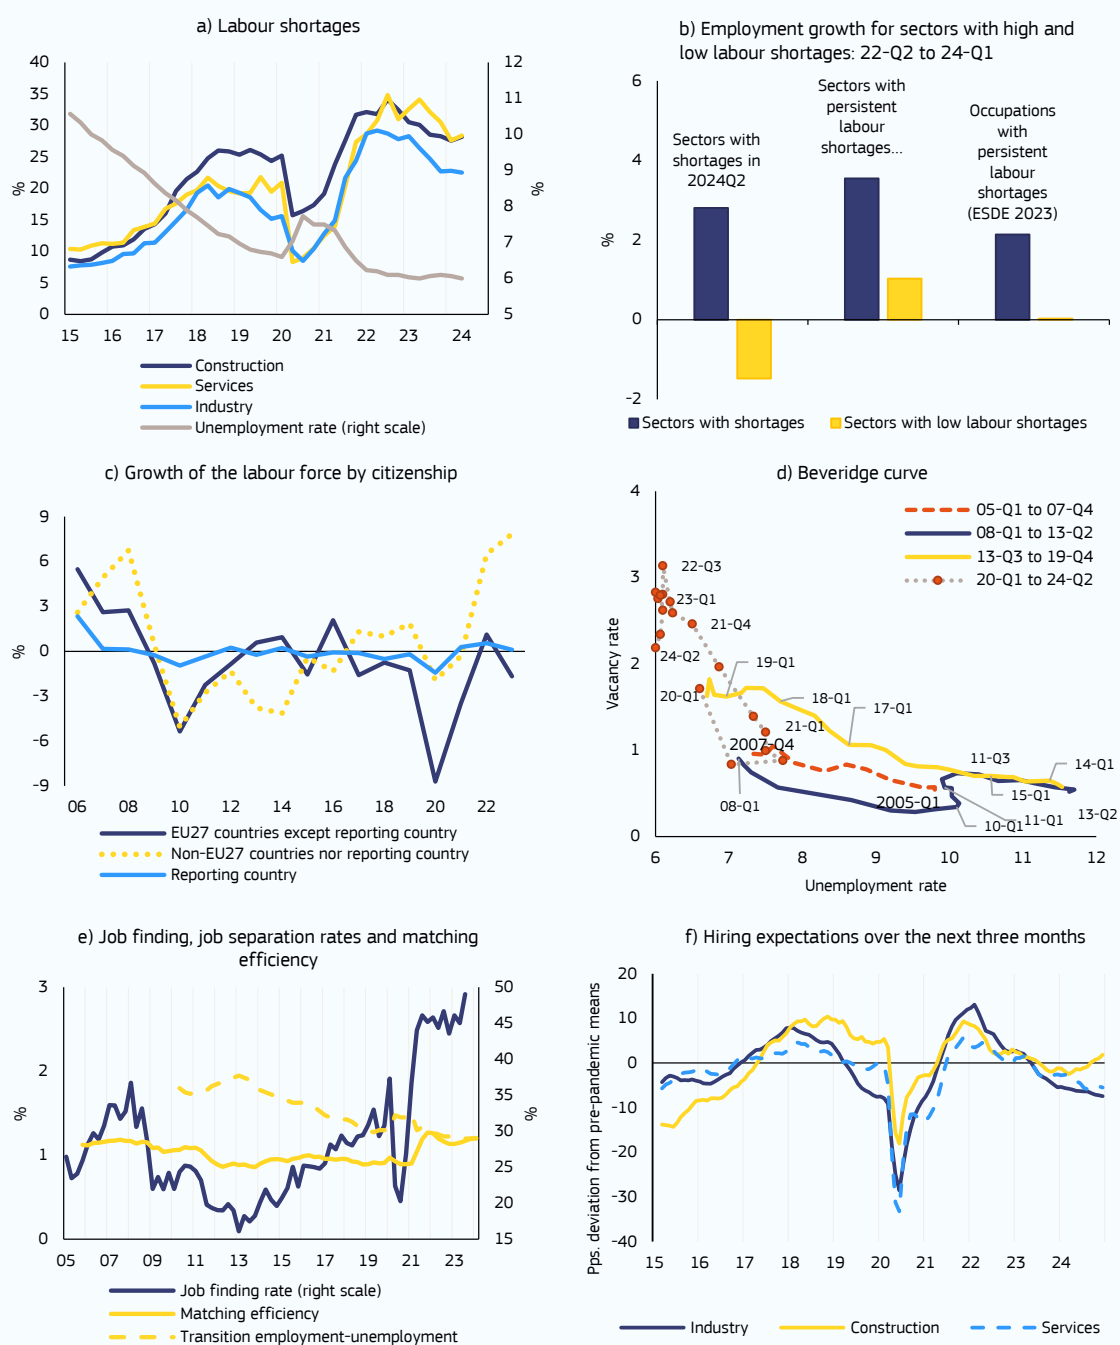 a) Labour shortages
40
35
30
25
20
15
10
5
0
%
12
11
10
9
8
7
6
5
%
15 16 17 18 19 20 21 22 23 24
Construction
Services
Industry
Unemployment rate (right scale)
b) Employment growth for sectors with high and
low labour shortages: 22-Q2 to 24-Q1
6
4
2
0
-2
%
Sectors with
shortages in
2024Q2
Sectors with
persistent
labour
shortages...
Occupations
with
persistent
labour
shortages
(ESDE 2023)
Sectors with shortages
Sectors with low labour shortages
c) Growth of the labour force by citizenship
9
6
3
0
-3
-6
-9
%
06 08 10 12 14 16 18 20 22
EU27 countries except reporting country
Non-EU27 countries nor reporting country
Reporting country
d) Beveridge curve
4
3
2
1
0
Vacancy rate
05-Q1 to 07-Q4
08-Q1 to 13-Q2
13-Q3 to 19-Q4
20-Q1 to 24-Q2
22-Q3
23-Q1
21-Q4
24-Q2
19-Q1
20-Q1
18-Q1
17-Q1
21-Q1
2007-Q4
11-Q3
14-Q1
08-Q1
2005-Q1
15-Q1
10-Q1
11-Q1
13-Q2
6 7 8 9 10 11 12
Unemployment rate
e) Job finding, job separation rates and matching
efficiency
3
2
1
0
%
50
45
40
35
30
25
20
15
%
05 07 09 11 13 15 17 19 21 23
Job finding rate (right scale)
Matching efficiency
Transition employment-unemployment
f) Hiring expectations over the next three months
20
10
0
-10
-20
-30
-40
Pps. deviation from pre-pandemic means
15 16 17 18 19 20 21 22 23 24
Industry
Construction
Services